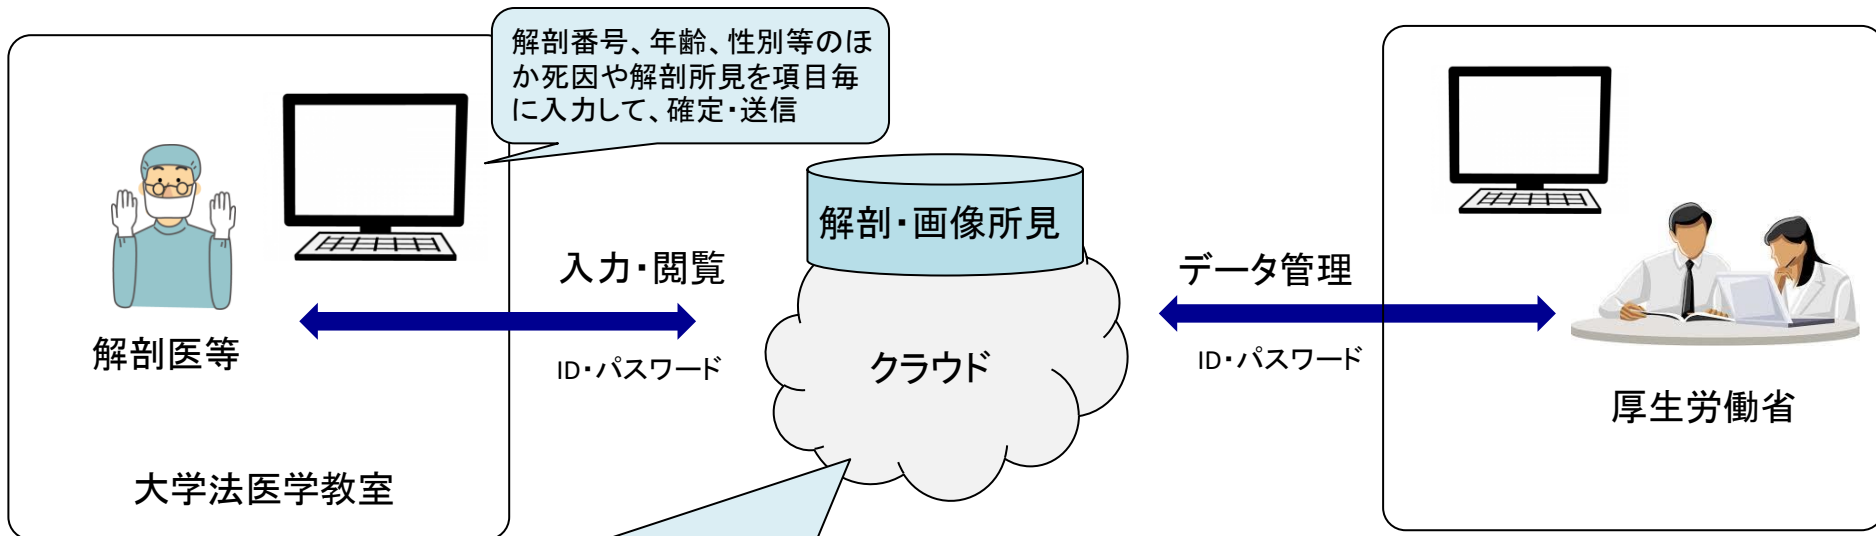 解剖番号、年齢、性別等のほ
か死因や解剖所見を項目毎
に入力して、確定・送信
解剖・画像所見
入力・閲覧
データ管理
解剖医等
ID・パスワード
クラウド
ID・パスワード
厚生労働省
大学法医学教室